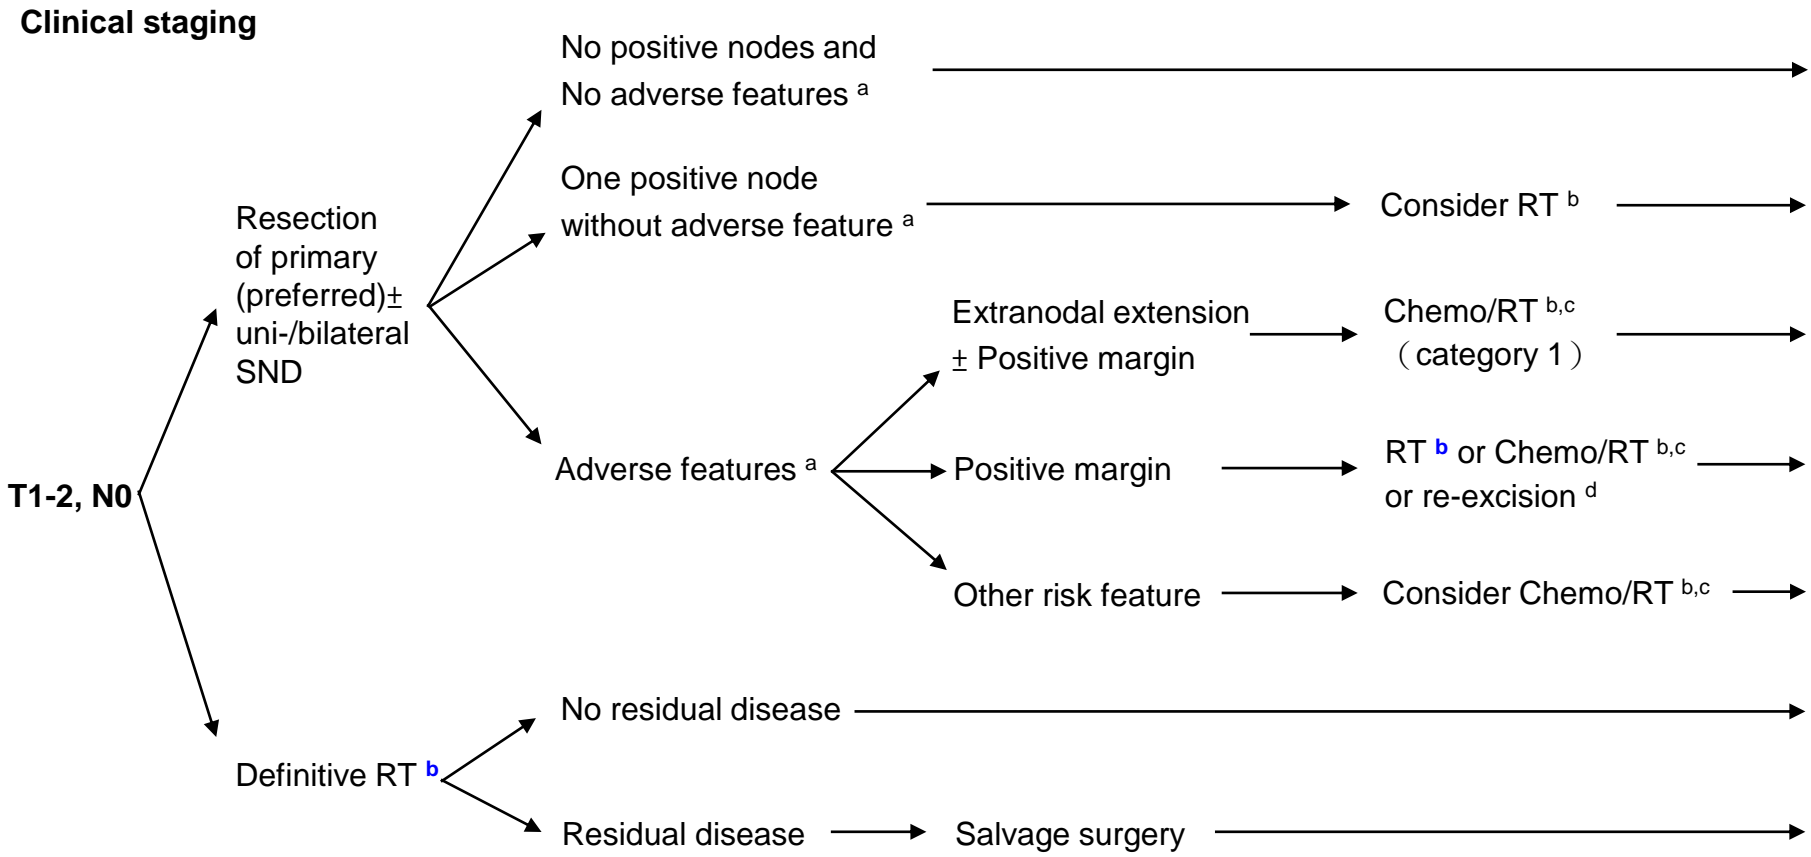 Clinical staging
No positive nodes and
No adverse features a
One positive node
without adverse feature a
Consider RT b
Resection
of primary
(preferred)±
uni-/bilateral
SND
Extranodal extension
± Positive margin
Chemo/RT b,c
（category 1）
Adverse features a
Positive margin
RT b or Chemo/RT b,c
or re-excision d
T1-2, N0
Other risk feature
Consider Chemo/RT b,c
No residual disease
Definitive RT b
Residual disease
Salvage surgery